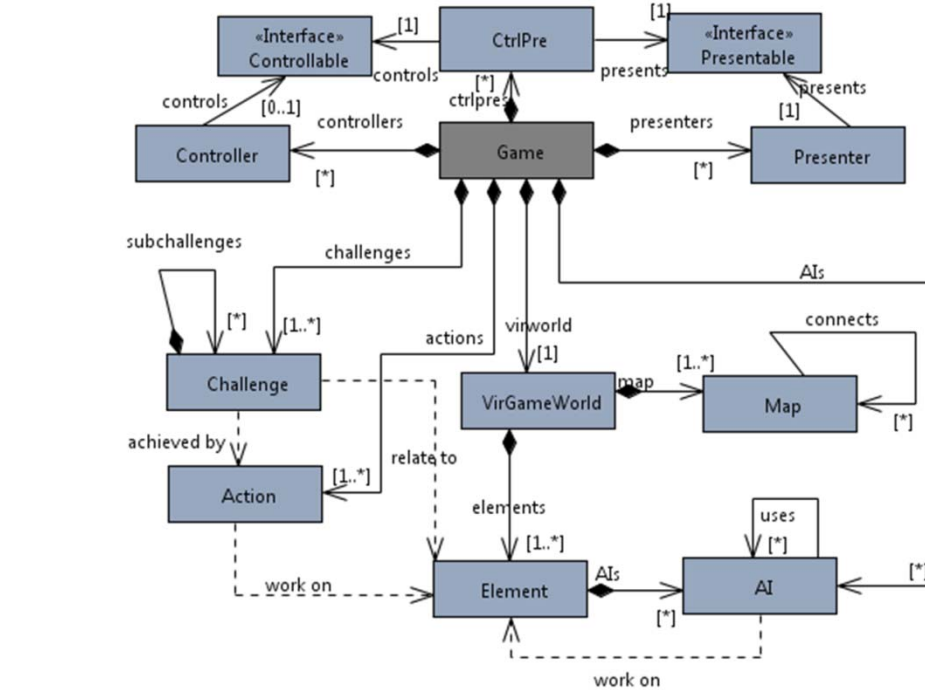 «Interface»
Controllable
[1]
CtrlPre
[1]
«Interface»
Presentable
controls
presents
controls
[0..1]
[*]
ctrlpres
presents
[1]
Controller
controllers
[*]
Game
presenters
[*]
Presenter
subchallenges
[*]
challenges
[1..*]
AIs
actions
virworld
[1]
connects
[*]
Challenge
VirGameWorld
map
[1..*]
Map
achieved by
relate to
Action
[1..*]
elements
[1..*]
uses
[*]
work on
Element
AIs
[*]
AI
[*]
work on